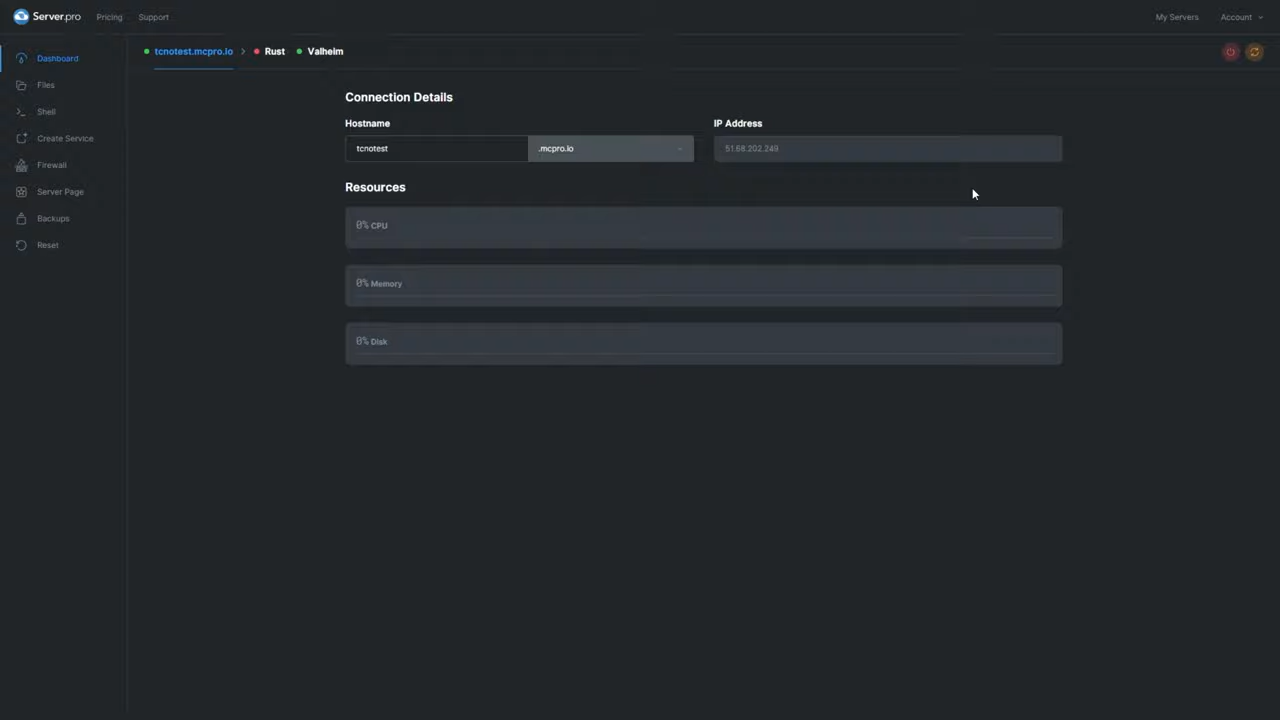 Server.pro Pricing Support My Servers Account
Dashboard
Files
Shell
Create Service
Firewall
Server Page
Backups
Reset
tcnotest.mcpro.io Rust Valheim
Connection Details
Hostname IP Address
tcnotest .mcpro.io 51.68.202.249
Resources
0% CPU
0% Memory
0% Disk